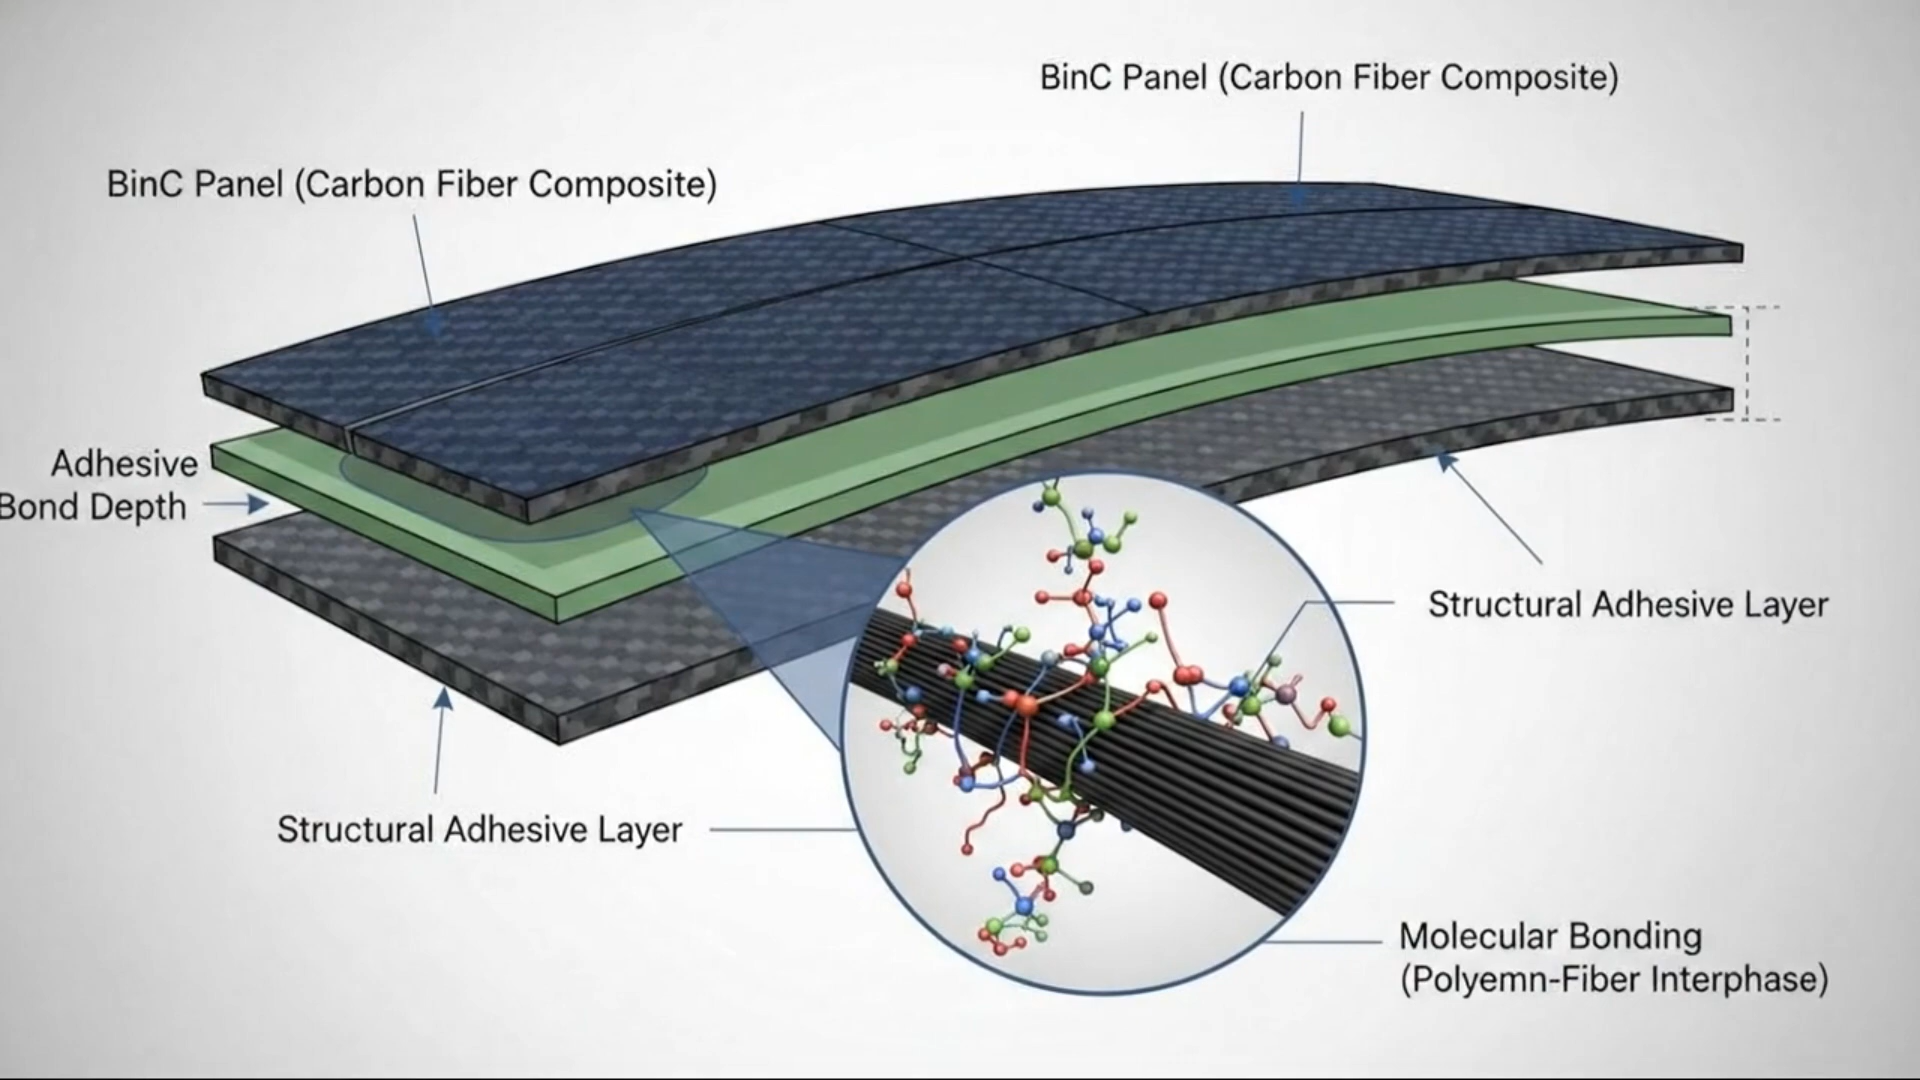 BinC Panel (Carbon Fiber Composite)
BinC Panel (Carbon Fiber Composite)
Adhesive
Bond Depth
Structural Adhesive Layer
Structural Adhesive Layer
Molecular Bonding
(Polyemn-Fiber Interphase)